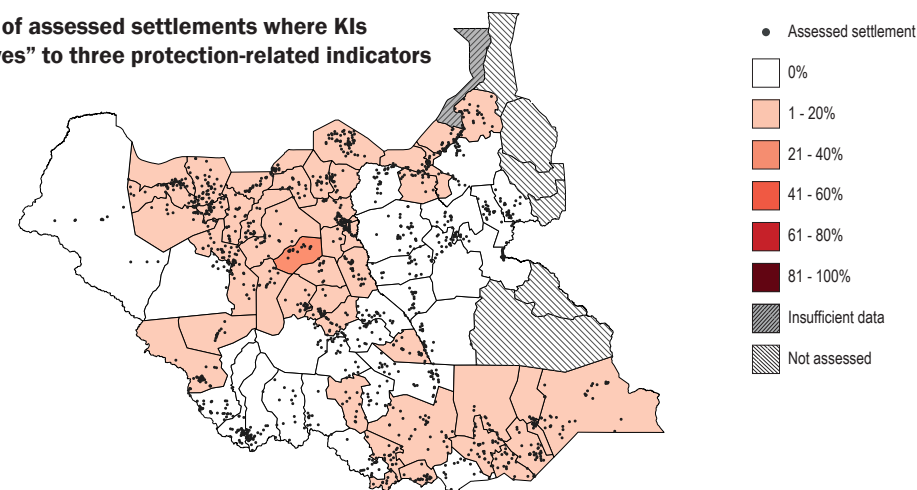 of assessed settlements where KIs
es” to three protection-related indicators
Assessed settlement
0%
1 - 20%
21 - 40%
41 - 60%
61 - 80%
81 - 100%
Insufficient data
Not assessed